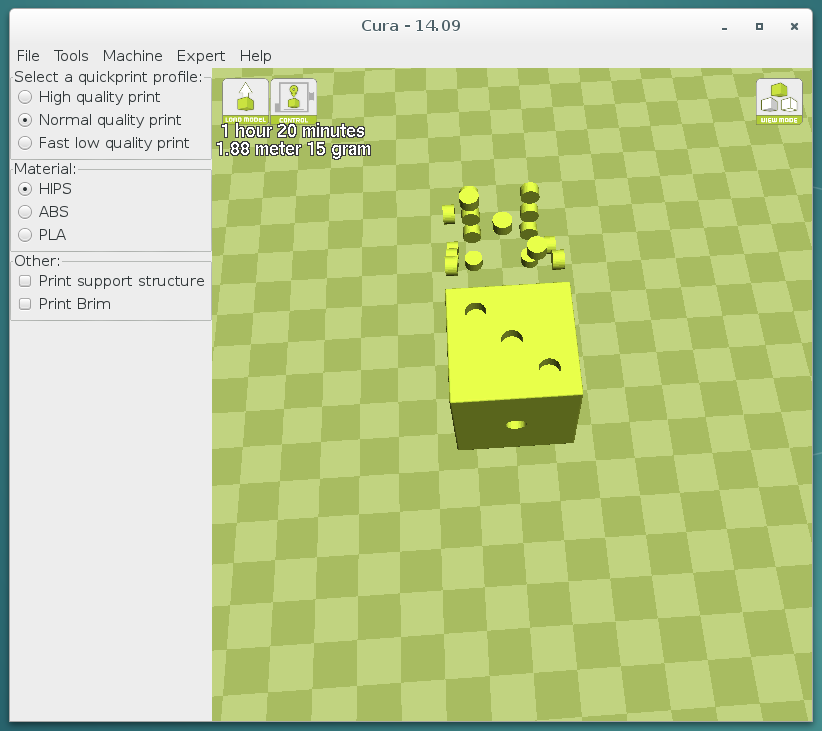 Cura - 14.09
File Tools Machine Expert Help
Select a quickprint profile:
High quality print
Normal quality print
Fast low quality print
Material:
HIPS
ABS
PLA
Other:
Print support structure
Print Brim
LOAD MODEL
CONTROL
VIEW MODE
1 hour 20 minutes
1.88 meter 15 gram